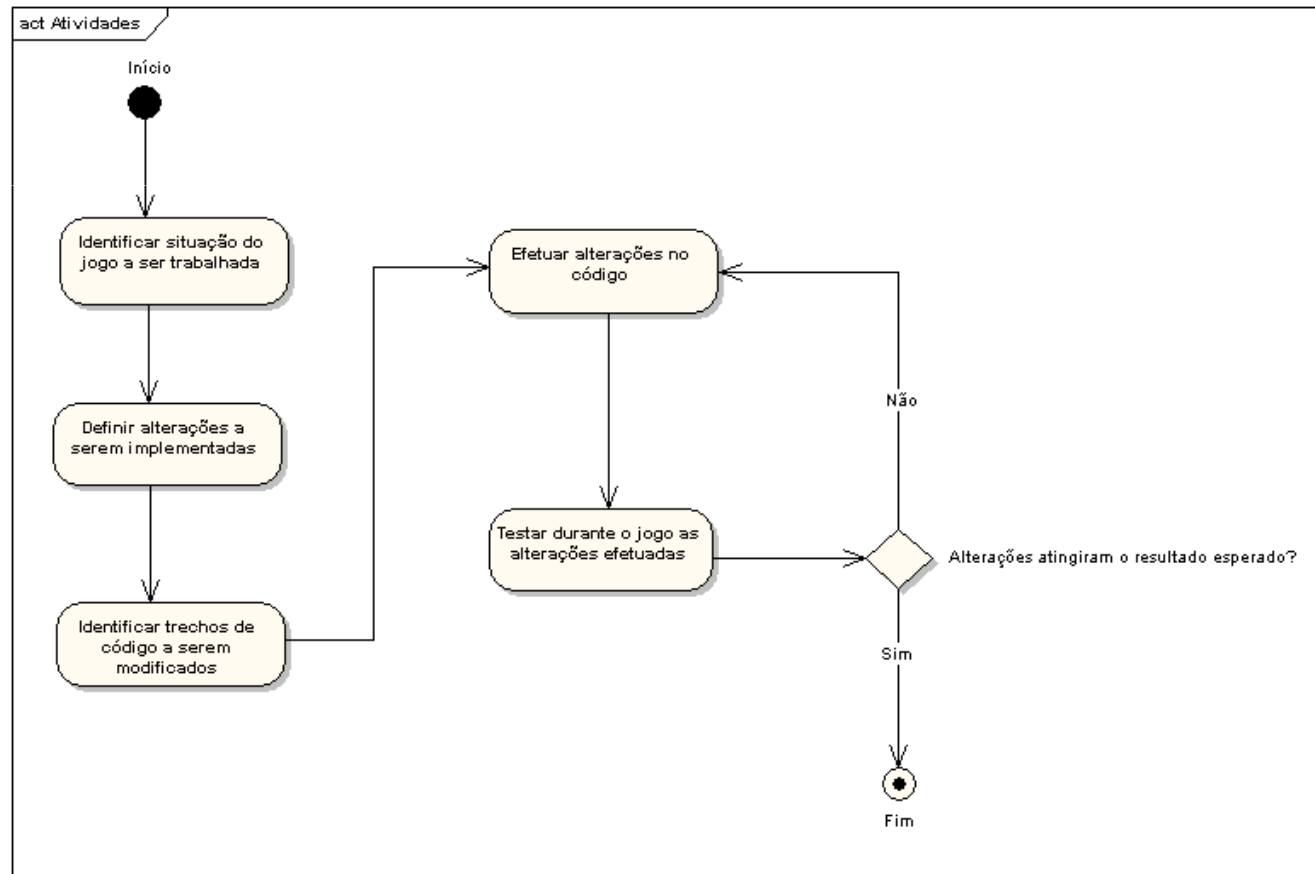 act Atividades
Início
Identificar situação do
jogo a ser trabalhada
Definir alterações a
serem implementadas
Identificar trechos de
código a serem
modificados
Efetuar alterações no
código
Testar durante o jogo as
alterações efetuadas
Não
Alterações atingiram o resultado esperado?
Sim
Fim